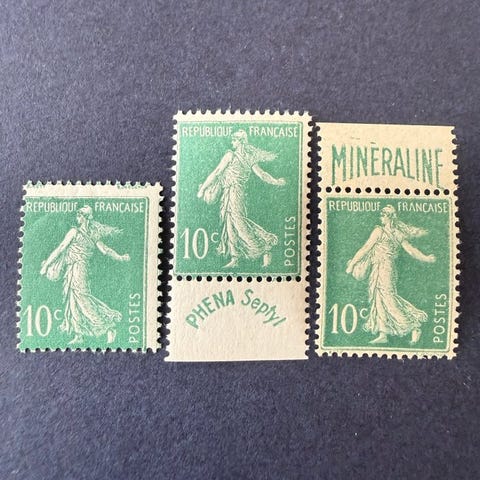 REPUBLIQUE FRANÇAISE
10c
POSTES
REPUBLIQUE FRANÇAISE
10c
POSTES
PHENA Septyl
MINÉRALINE
REPUBLIQUE FRANÇAISE
10c
POSTES